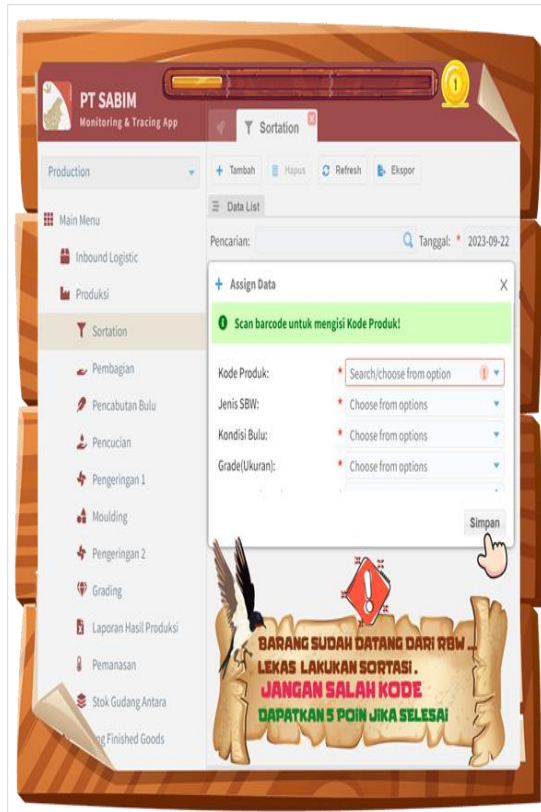 1
PT SABIM
Monitoring & Tracing App
Sortation
Production
Tambah Hapus Refresh Ekspor
Data List
Main Menu
Pencarian: Tanggal: * 2023-09-22
Inbound Logistic
Produksi
Sortation
Pembagian
Pencabutan Bulu
Pencucian
Pengeringan 1
Moulding
Pengeringan 2
Grading
Laporan Hasil Produksi
Pemanasan
Stok Gudang Antara
Finished Goods
+ Assign Data X
Scan barcode untuk mengisi Kode Produk!
Kode Produk: * Search/choose from option
Jenis SBW: * Choose from options
Kondisi Bulu: * Choose from options
Grade(Ukuran): * Choose from options
Simpan
BARANG SUDAH DATANG DARI RBW ...
LEKAS LAKUKAN SORTASI .
JANGAN SALAH KODE
DAPATKAN 5 POIN JIKA SELESAI